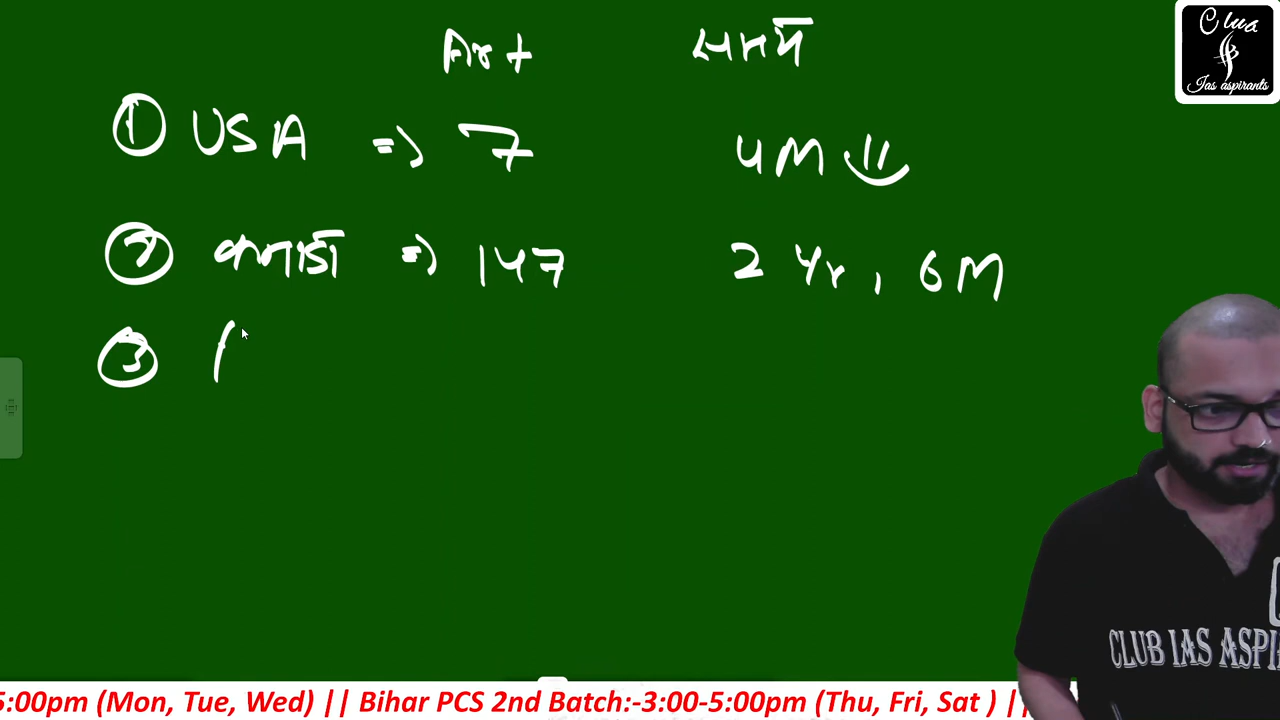 Art समय
① USA => 7 4M
② कनाडा => 147 2 Yr, 6M
③
Club
Ias aspirants
CLUB IAS ASPI
5:00pm (Mon, Tue, Wed) || Bihar PCS 2nd Batch:-3:00-5:00pm (Thu, Fri, Sat ) ||